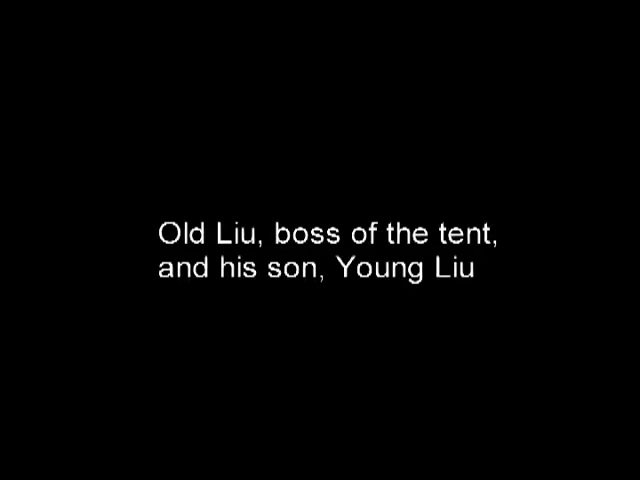 Old Liu, boss of the tent,
and his son, Young Liu